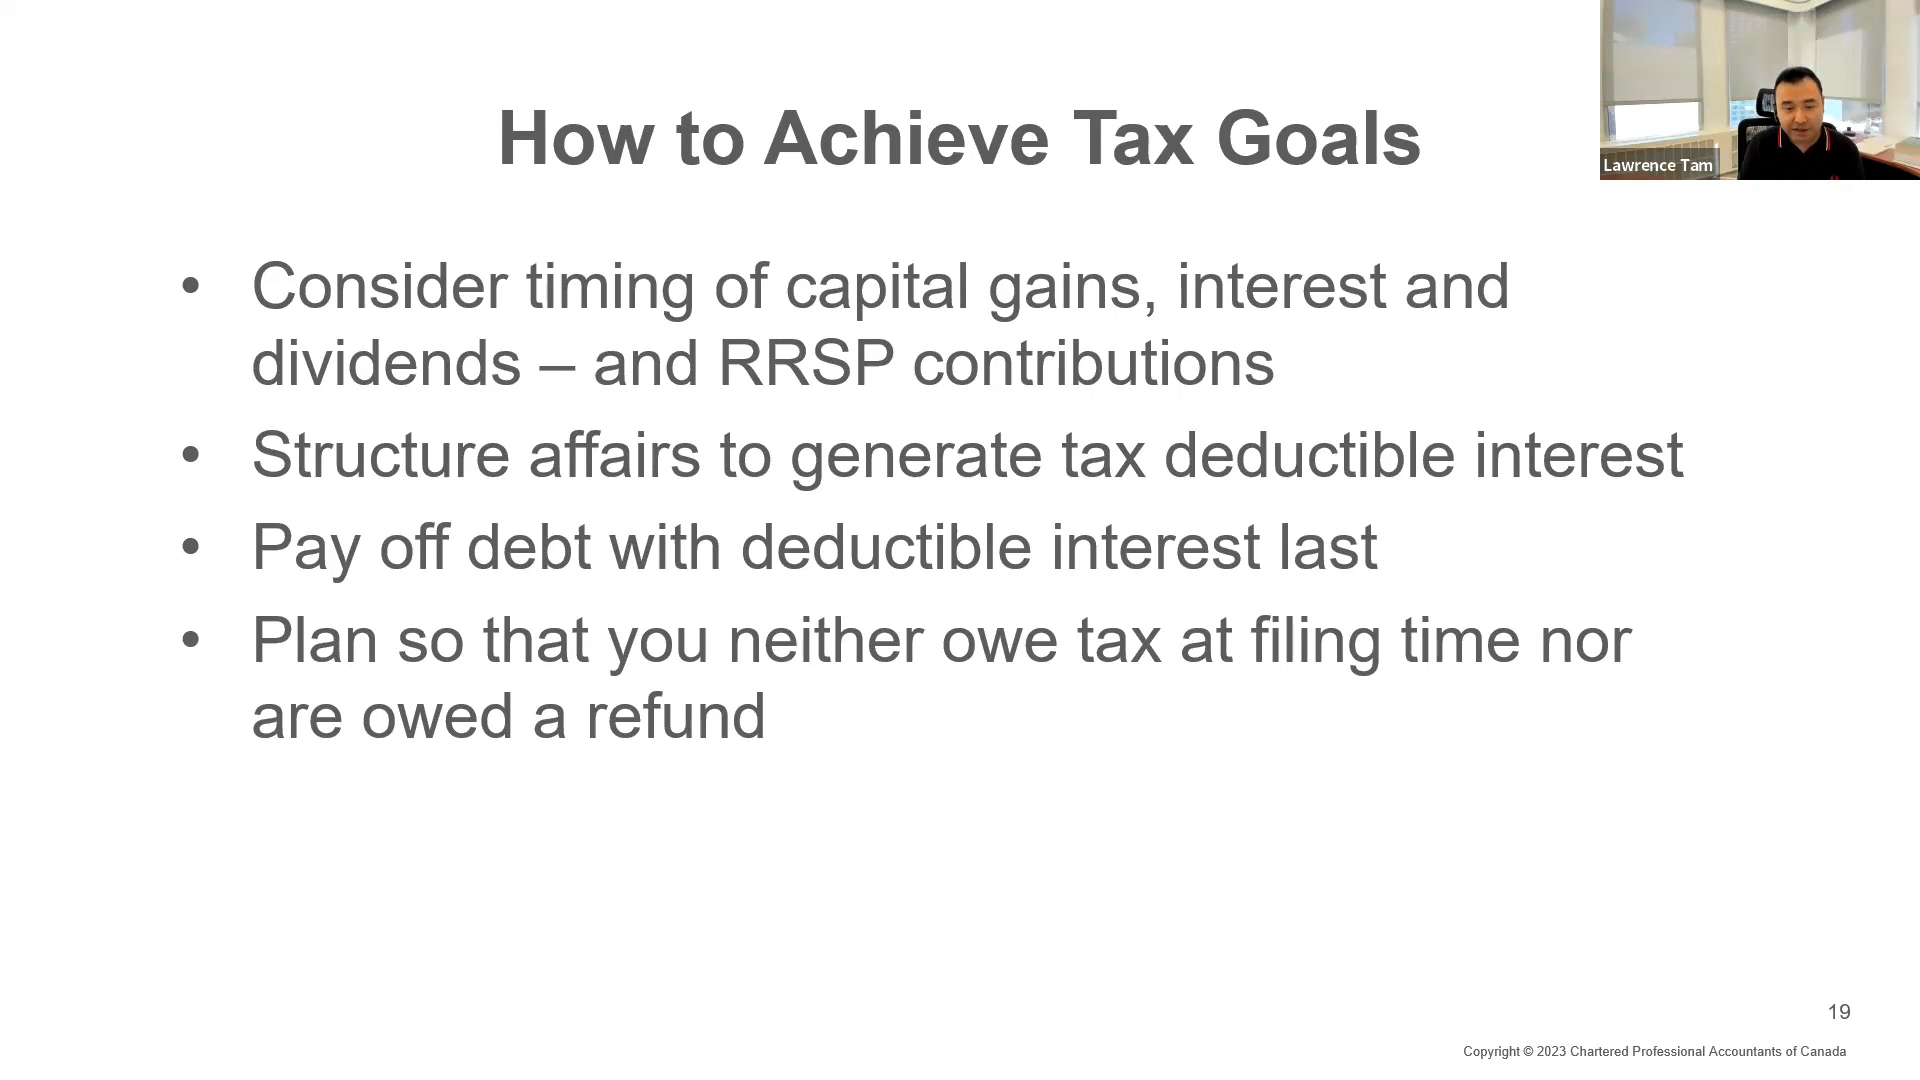 How to Achieve Tax Goals
Lawrence Tam
• Consider timing of capital gains, interest and
dividends – and RRSP contributions
• Structure affairs to generate tax deductible interest
• Pay off debt with deductible interest last
• Plan so that you neither owe tax at filing time nor
are owed a refund
19
Copyright © 2023 Chartered Professional Accountants of Canada